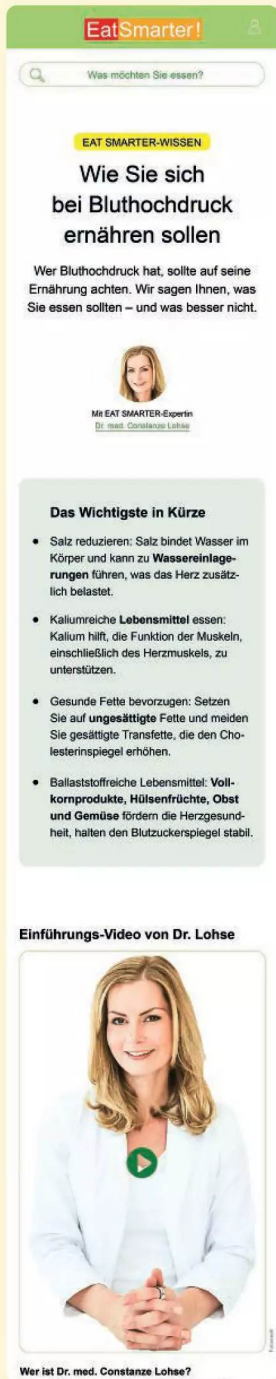 EatSmarter!
Was möchten Sie essen?
EAT SMARTER-WISSEN
Wie Sie sich
bei Bluthochdruck
ernähren sollen
Wer Bluthochdruck hat, sollte auf seine
Ernährung achten. Wir sagen Ihnen, was
Sie essen sollten – und was besser nicht.
Mit EAT SMARTER-Expertin
Dr. med. Constanze Lohse
Das Wichtigste in Kürze
• Salz reduzieren: Salz bindet Wasser im
Körper und kann zu Wassereinlage-
rungen führen, was das Herz zusätz-
lich belastet.
• Kaliumreiche Lebensmittel essen:
Kalium hilft, die Funktion der Muskeln,
einschließlich des Herzmuskels, zu
unterstützen.
• Gesunde Fette bevorzugen: Setzen
Sie auf ungesättigte Fette und meiden
Sie gesättigte Transfette, die den Cho-
lesterinspiegel erhöhen.
• Ballaststoffreiche Lebensmittel: Voll-
kornprodukte, Hülsenfrüchte, Obst
und Gemüse fördern die Herzgesund-
heit, halten den Blutzuckerspiegel stabil.
Einführungs-Video von Dr. Lohse
Wer ist Dr. med. Constanze Lohse?